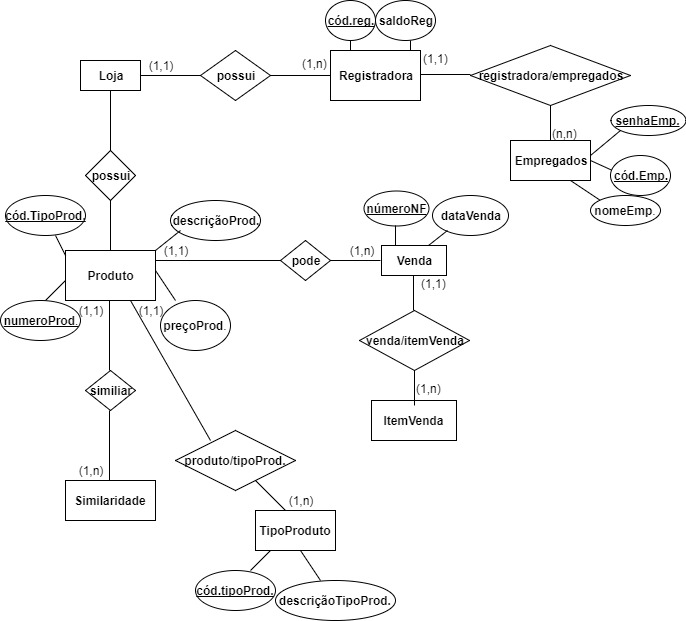 cód.reg.
saldoReg
Loja
(1,1)
possui
(1,n)
Registradora
(1,1)
registradora/empregados
(n,n)
senhaEmp.
Empregados
cód.Emp.
nomeEmp.
possui
cód.TipoProd.
descriçãoProd.
númeroNF
dataVenda
(1,1)
pode
(1,n)
Venda
Produto
(1,1)
numeroProd.
(1,1)
(1,1)
preçoProd.
venda/itemVenda
similiar
(1,n)
ItemVenda
produto/tipoProd.
(1,n)
Similaridade
(1,n)
TipoProduto
cód.tipoProd.
descriçãoTipoProd.